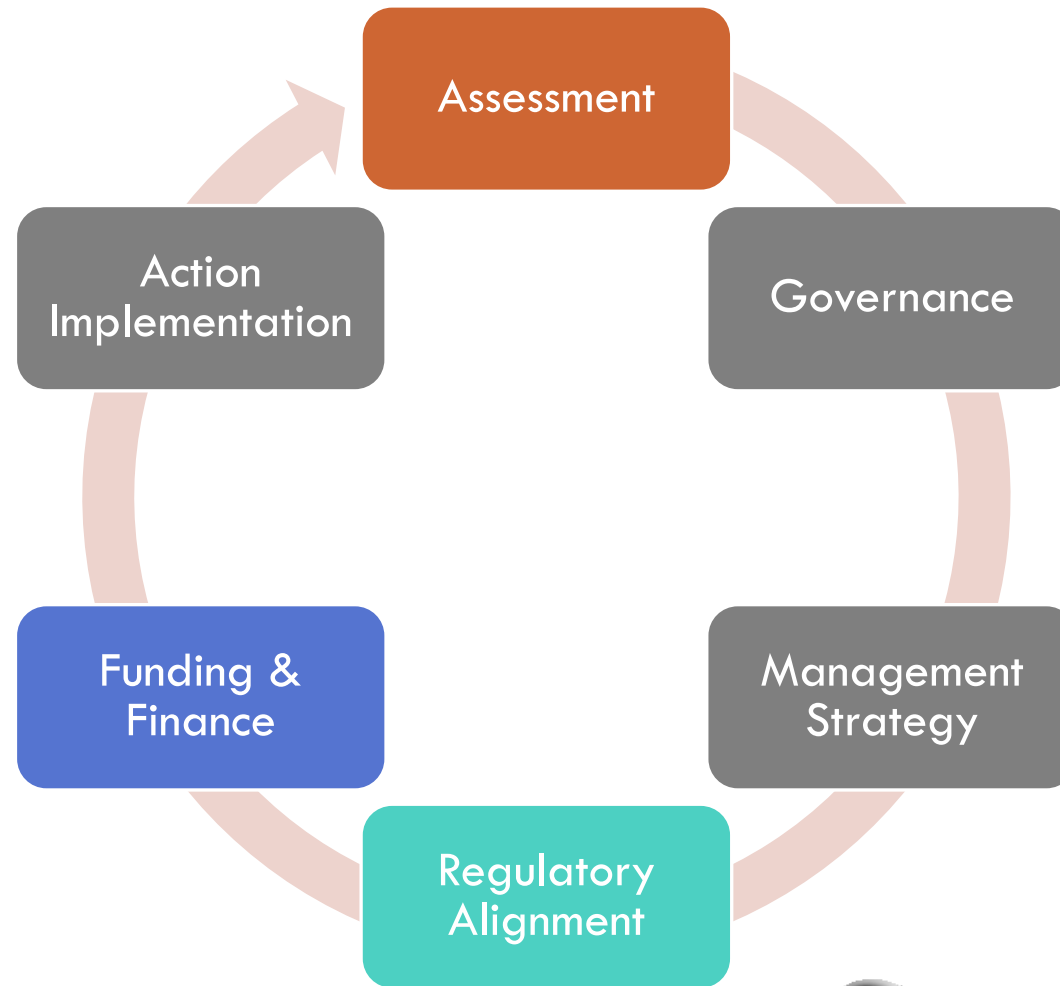 Assessment
Governance
Management
Strategy
Regulatory
Alignment
Funding &
Finance
Action
Implementation